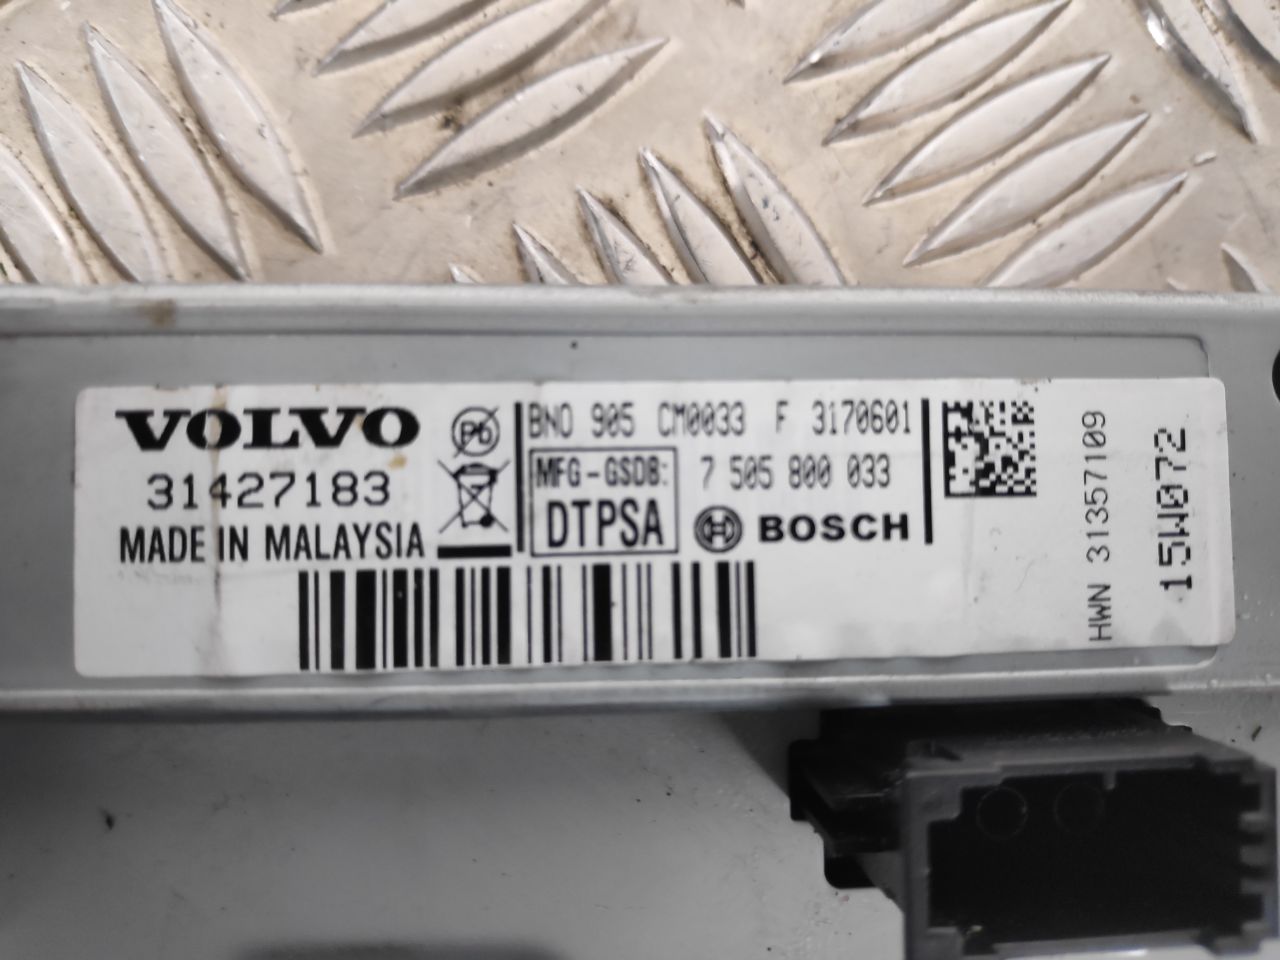 VOLVO
31427183
MADE IN MALAYSIA
Pb
BNO 905 CM0033 F 3170601
MFG-GSDB:
DTPSA
7 505 800 033
BOSCH
HWN 31357109
15W072